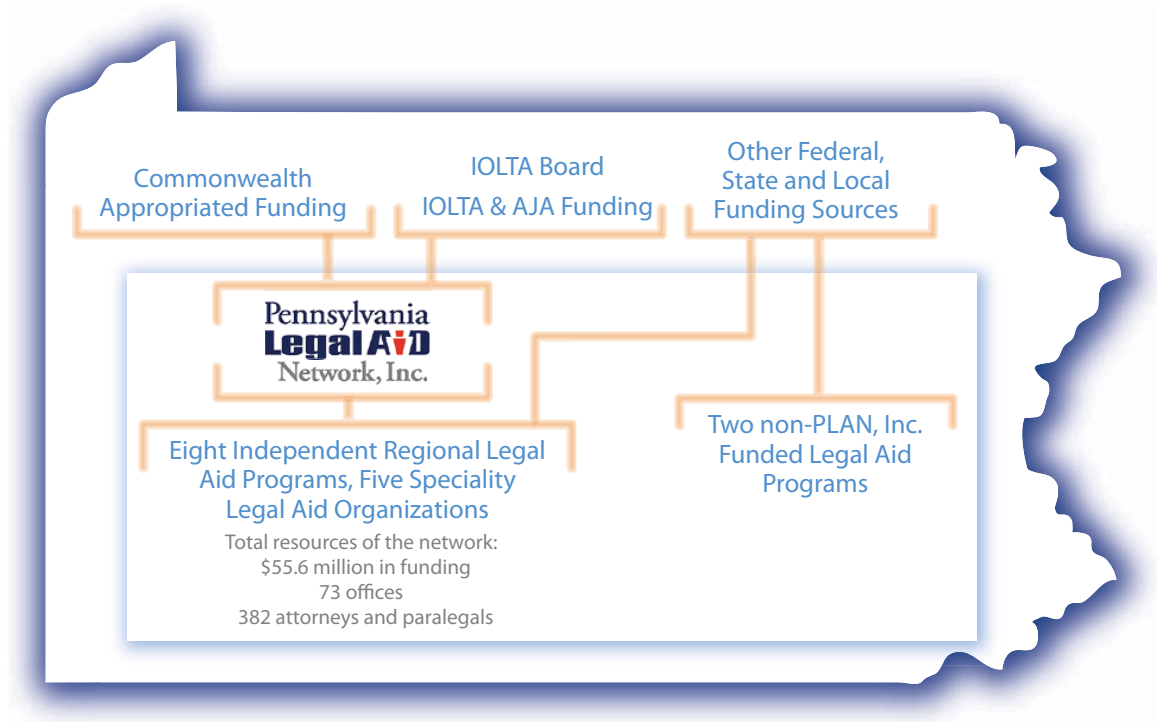 Commonwealth
Appropriated Funding
IOLTA Board
IOLTA & AJA Funding
Other Federal,
State and Local
Funding Sources
Pennsylvania
Legal AiD
Network, Inc.
Eight Independent Regional Legal
Aid Programs, Five Speciality
Legal Aid Organizations
Total resources of the network:
$55.6 million in funding
73 offices
382 attorneys and paralegals
Two non-PLAN, Inc.
Funded Legal Aid
Programs